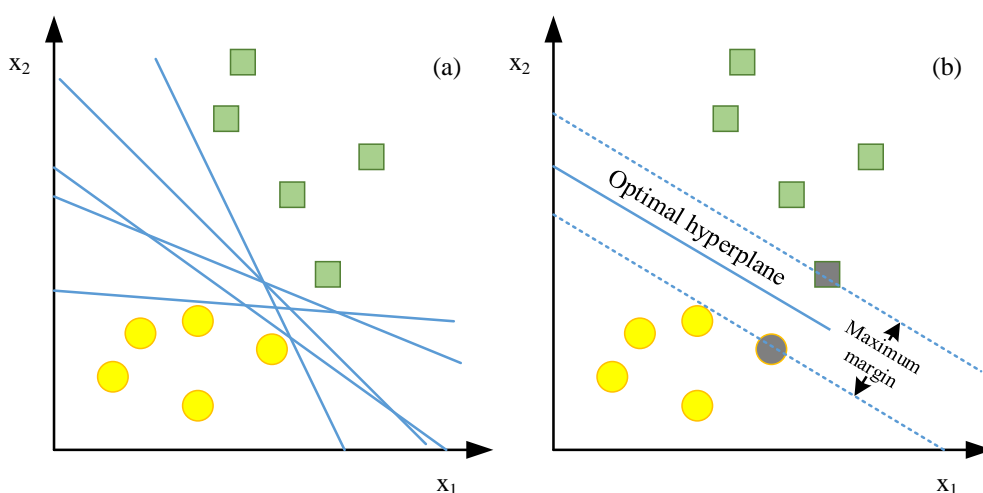 x₂
(a)
x₁
x₂
(b)
Optimal hyperplane
Maximum
margin
x₁